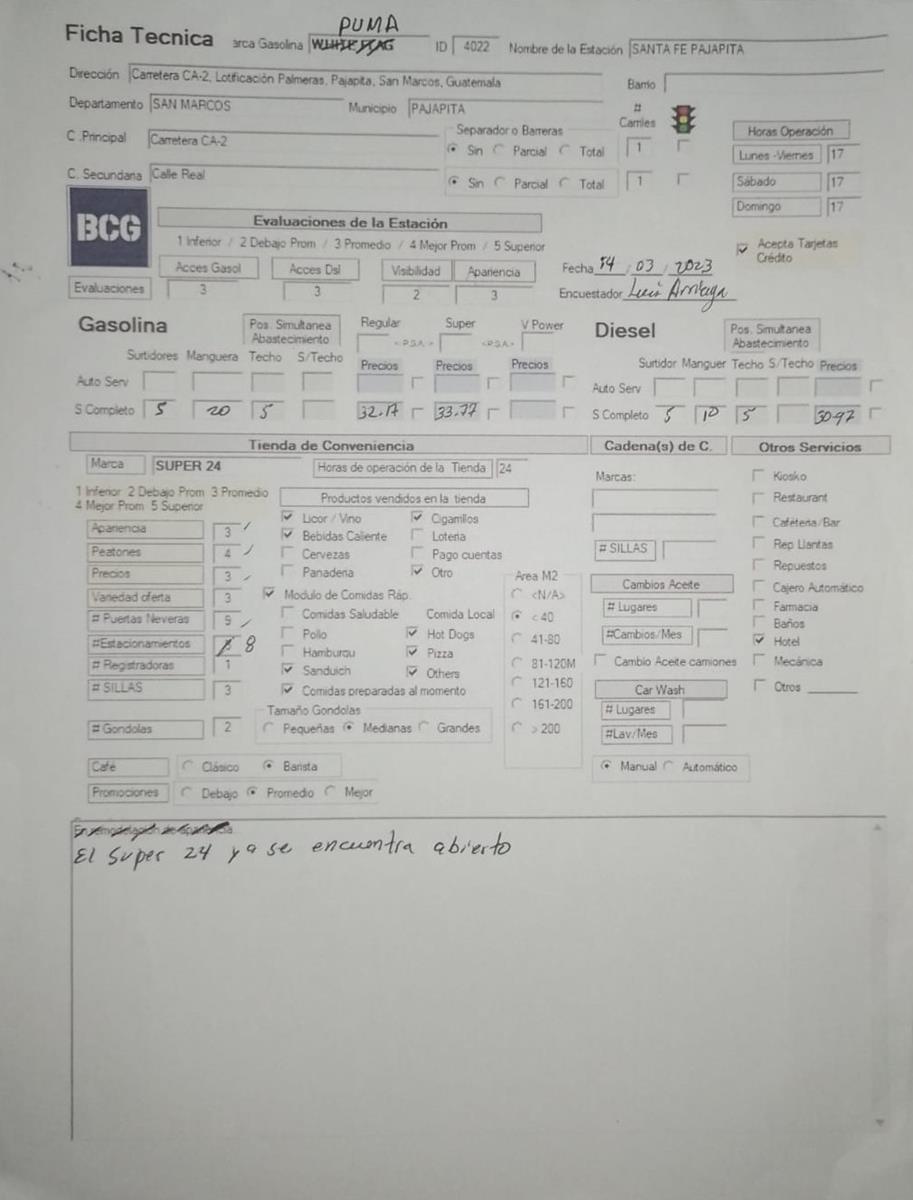 PUMA
Ficha Tecnica arca Gasolina WHITE FLAG ID 4022 Nombre de la Estación SANTA FE PAJAPITA
Dirección Carretera CA-2, Lotificación Palmeras, Pajapita, San Marcos, Guatemala Barrio
Departamento SAN MARCOS Municipio PAJAPITA
# Carriles
C .Principal Carretera CA-2 Separador o Barreras Sin Parcial Total 1
Horas Operación
Lunes -Viernes 17
C. Secundaria Calle Real Sin Parcial Total 1
Sábado 17
Domingo 17
BCG
Evaluaciones de la Estación
1 Inferior / 2 Debajo Prom / 3 Promedio / 4 Mejor Prom / 5 Superior
Acepta Tarjetas Crédito
Acces Gasol Acces Dsl Visibilidad Apariencia
Fecha 14 / 03 / 2023
Evaluaciones 3 3 2 3
Encuestador Luis Arriaga
Gasolina Pos. Simultanea Abastecimiento Regular Super V Power
<P.S.A.> <P.S.A.>
Diesel Pos. Simultanea Abastecimiento
Surtidores Manguera Techo S/Techo Precios Precios Precios
Surtidor Manguer Techo S/Techo Precios
Auto Serv
Auto Serv
S Completo 5 20 5 32.17 33.77
S Completo 5 10 5 30.97
Tienda de Conveniencia Cadena(s) de C. Otros Servicios
Marca SUPER 24 Horas de operación de la Tienda 24
1 Inferior 2 Debajo Prom 3 Promedio
4 Mejor Prom 5 Superior
Productos vendidos en la tienda
Apariencia 3
Peatones 4
Precios 3
Variedad oferta 3
# Puertas Neveras 5
#Estacionamientos 8
# Registradoras 1
# SILLAS 3
# Gondolas 2
Licor / Vino Cigarrillos
Bebidas Caliente Loteria
Cervezas Pago cuentas
Panaderia Otro
Modulo de Comidas Ráp.
Comidas Saludable Comida Local
Pollo Hot Dogs
Hamburgu Pizza
Sanduich Others
Comidas preparadas al momento
Tamaño Gondolas
Pequeñas Medianas Grandes
Area M2
<N/A>
< 40
41-80
81-120M
121-160
161-200
> 200
Café Clásico Barista
Promociones Debajo Promedio Mejor
Marcas:
# SILLAS
Cambios Aceite
# Lugares
#Cambios/Mes
Cambio Aceite camiones
Car Wash
# Lugares
#Lav/Mes
Manual Automático
Kiosko
Restaurant
Cafeteria/Bar
Rep Llantas
Repuestos
Cajero Automático
Farmacia
Baños
Hotel
Mecánica
Otros
El Super 24 ya se encuentra abierto